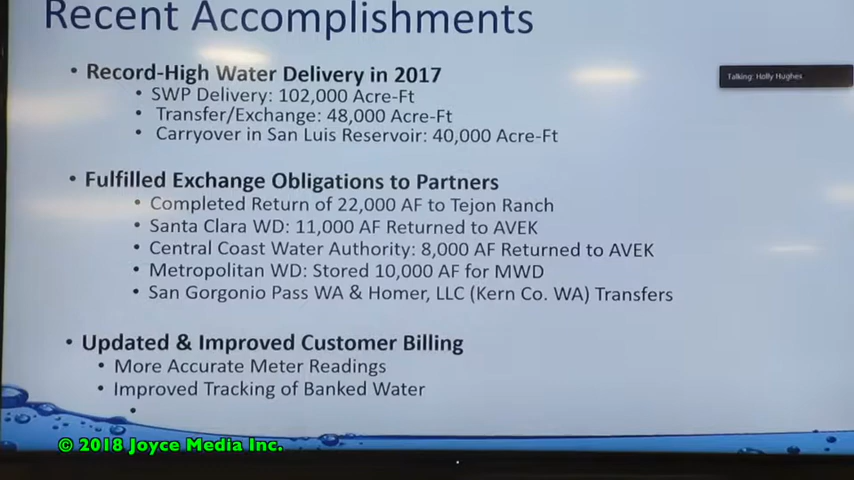 Recent Accomplishments
• Record-High Water Delivery in 2017
• SWP Delivery: 102,000 Acre-Ft
• Transfer/Exchange: 48,000 Acre-Ft
• Carryover in San Luis Reservoir: 40,000 Acre-Ft
Talking: Holly Hughes
• Fulfilled Exchange Obligations to Partners
• Completed Return of 22,000 AF to Tejon Ranch
• Santa Clara WD: 11,000 AF Returned to AVEK
• Central Coast Water Authority: 8,000 AF Returned to AVEK
• Metropolitan WD: Stored 10,000 AF for MWD
• San Gorgonio Pass WA & Homer, LLC (Kern Co. WA) Transfers
• Updated & Improved Customer Billing
• More Accurate Meter Readings
• Improved Tracking of Banked Water
•
© 2018 Joyce Media Inc.